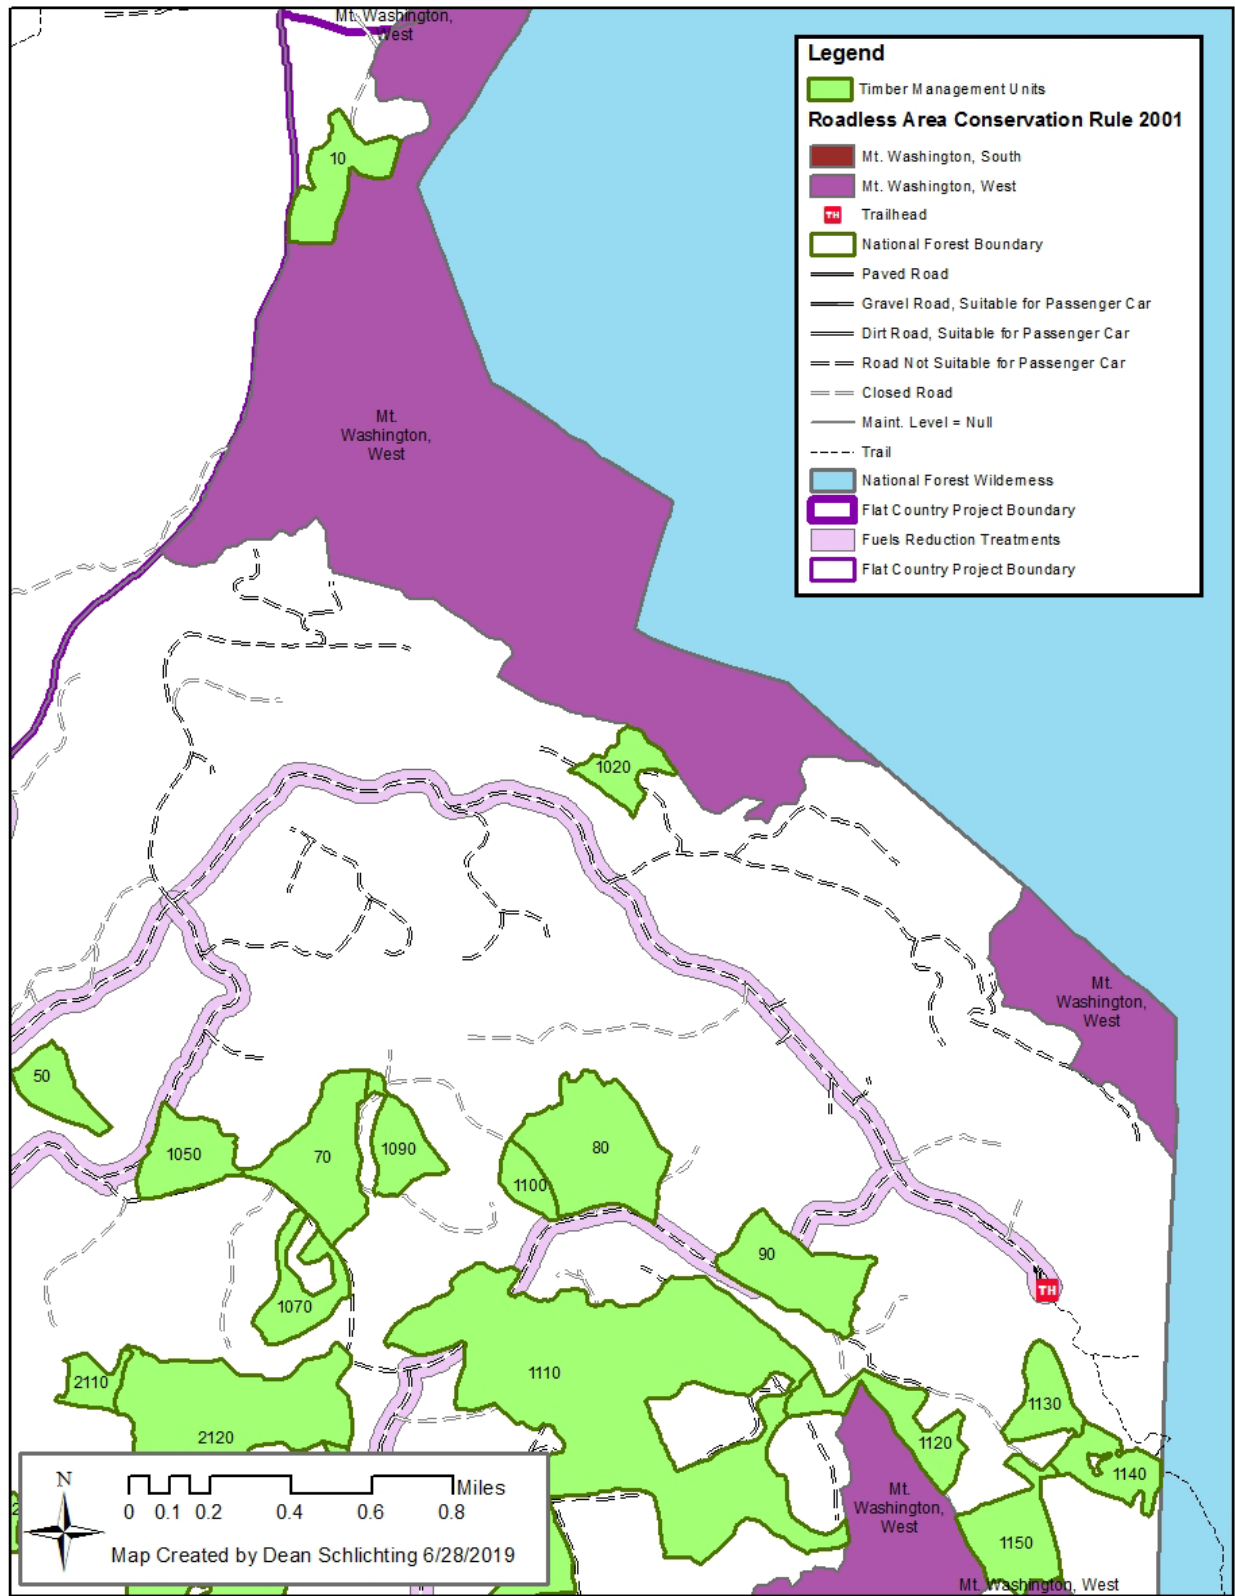 Mt. Washington,
West
Legend
Timber Management Units
Roadless Area Conservation Rule 2001
Mt. Washington, South
Mt. Washington, West
TH Trailhead
National Forest Boundary
Paved Road
Gravel Road, Suitable for Passenger Car
Dirt Road, Suitable for Passenger Car
Road Not Suitable for Passenger Car
Closed Road
Maint. Level = Null
Trail
National Forest Wilderness
Flat Country Project Boundary
Fuels Reduction Treatments
Flat Country Project Boundary
10
Mt.
Washington,
West
1020
Mt.
Washington,
West
50
1050
70
1090
80
1100
90
TH
1070
1110
2110
2120
1130
1120
1140
Mt.
Washington,
West
1150
Mt. Washington, West
2
N
Miles
0 0.1 0.2 0.4 0.6 0.8
Map Created by Dean Schlichting 6/28/2019